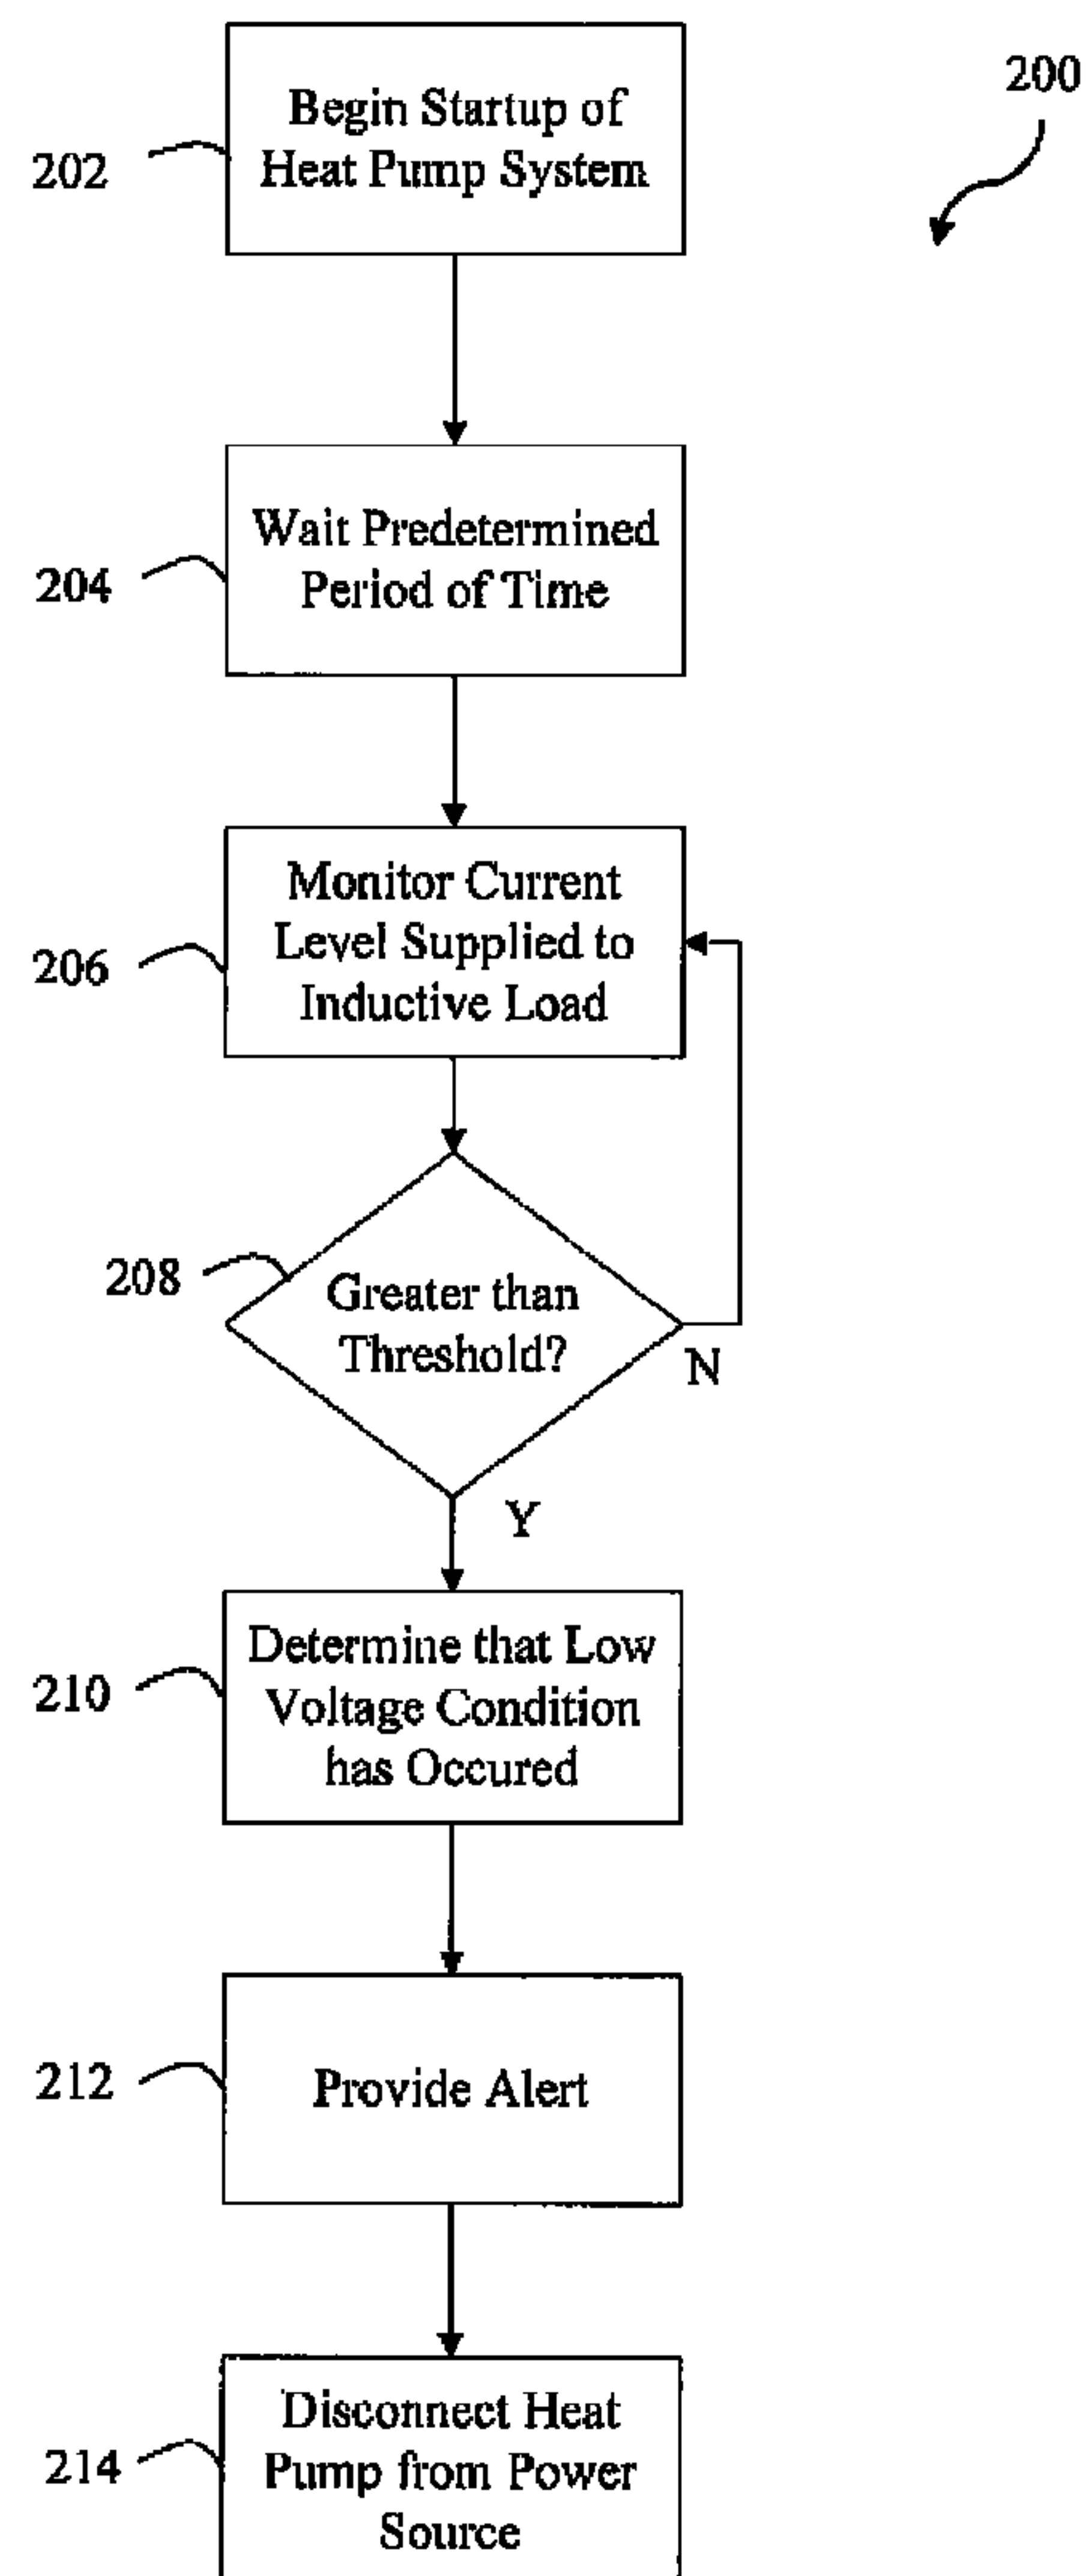 200
Begin Startup of
Heat Pump System
202
Wait Predetermined
Period of Time
204
Monitor Current
Level Supplied to
Inductive Load
206
208
Greater than
Threshold?
N
Y
Determine that Low
Voltage Condition
has Occured
210
Provide Alert
212
Disconnect Heat
Pump from Power
Source
214